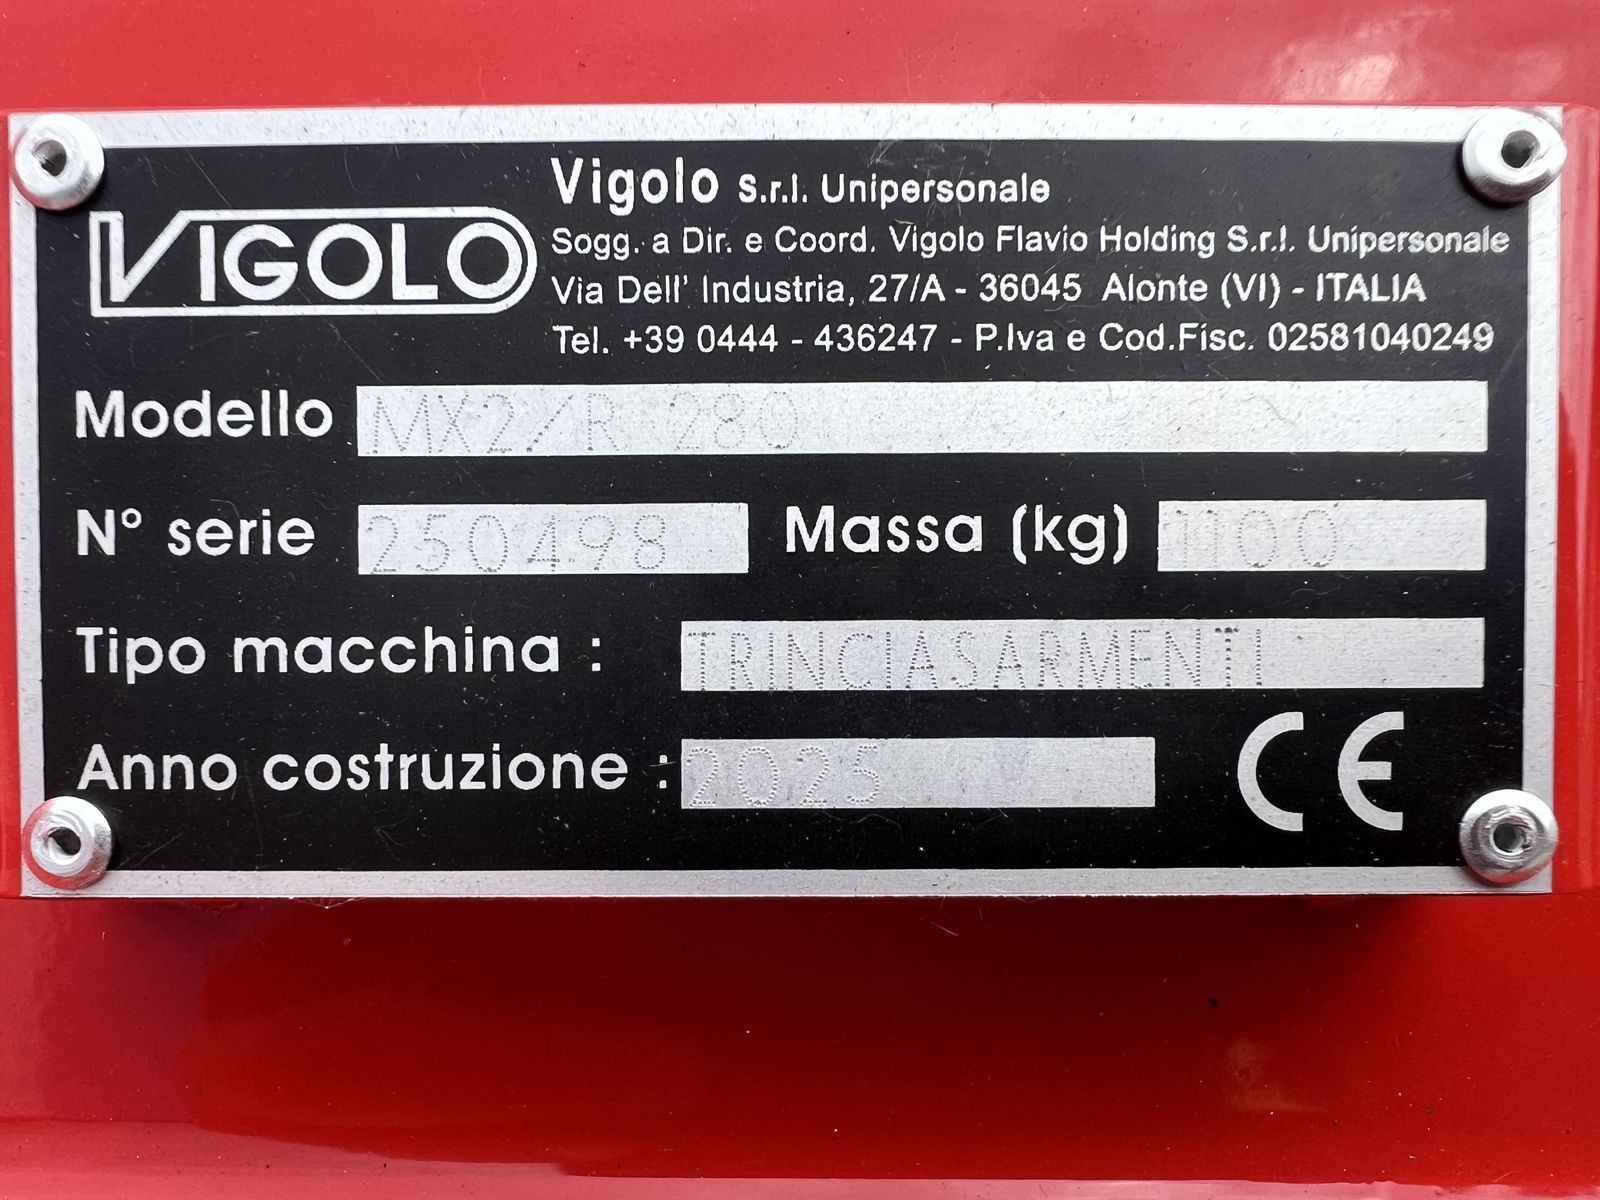 VIGOLO
Vigolo S.r.l. Unipersonale
Sogg. a Dir. e Coord. Vigolo Flavio Holding S.r.l. Unipersonale
Via Dell' Industria, 27/A - 36045 Alonte (VI) - ITALIA
Tel. +39 0444 - 436247 - P.Iva e Cod.Fisc. 02581040249
Modello MX2/R 280
N° serie 250498 Massa (kg) 1100
Tipo macchina : TRINCIASARMENTI
Anno costruzione : 2025 CE